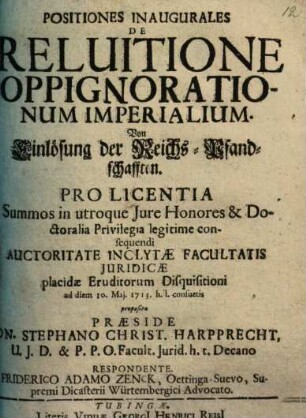 12
POSITIONES INAUGURALES
DE
RELUITIONE
OPPIGNORATIO-
NUM IMPERIALIUM.
Von
Einlösung der Reichs-Pfand-
schafften.
PRO LICENTIA
Summos in utroque Jure Honores & Do-
ctoralia Privilegia legitime con-
sequendi
AUCTORITATE INCLYTÆ FACULTATIS
JURIDICÆ
placidæ Eruditorum Disquisitioni
ad diem 10. Maj. 1715. h. l. consuetis
proposita
PRÆSIDE
DN. STEPHANO CHRIST. HARPPRECHT,
U. J. D. & P. P. O. Facult. Jurid. h. t. Decano
RESPONDENTE
FRIDERICO ADAMO ZENCK, Oettinga-Suevo, Su-
premi Dicasterii Würtembergici Advocato.
TUBINGÆ,
Literis Viduæ GEORGI HENRICI REISI